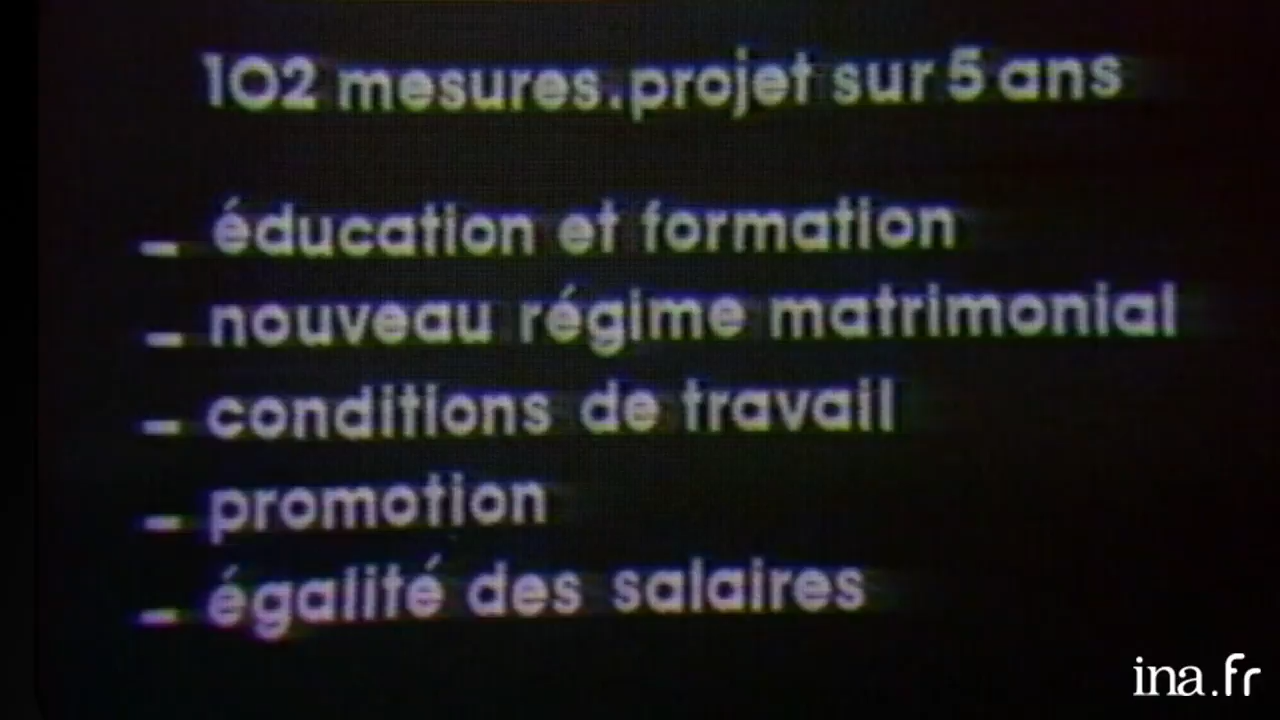 102 mesures.projet sur 5 ans
- éducation et formation
- nouveau régime matrimonial
- conditions de travail
- promotion
- égalité des salaires
ina.fr